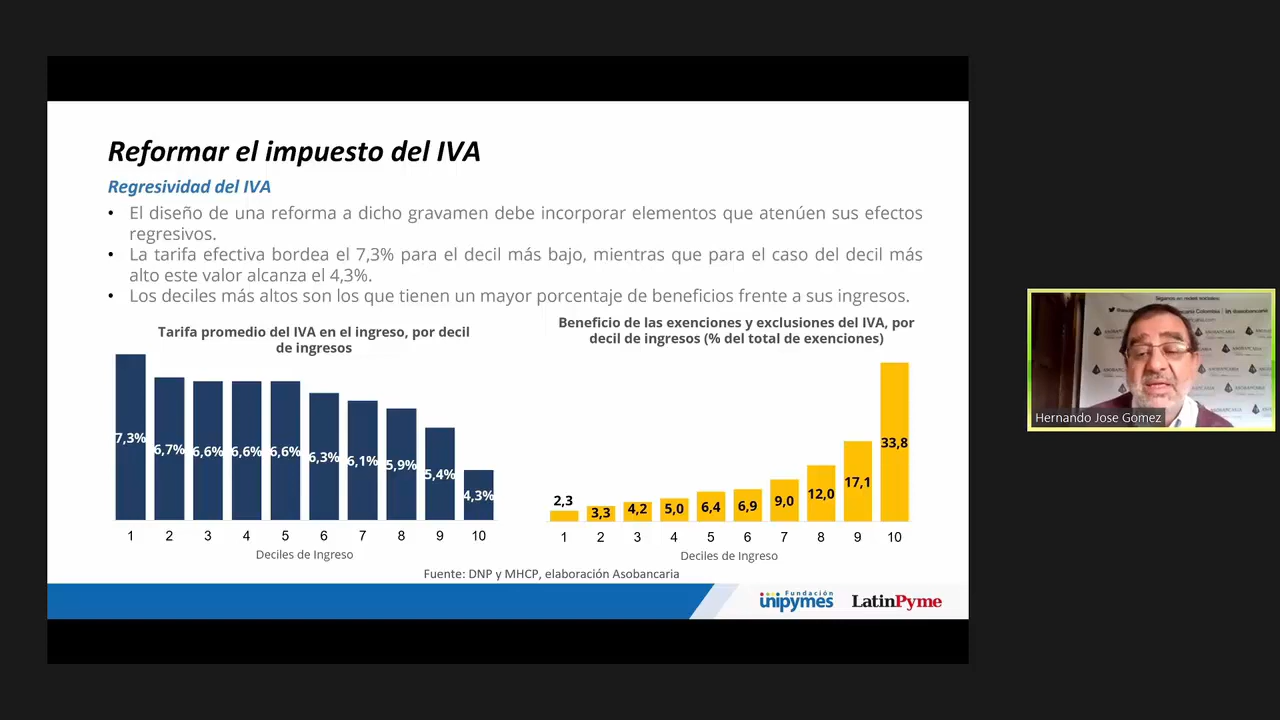 Reformar el impuesto del IVA
Regresividad del IVA
• El diseño de una reforma a dicho gravamen debe incorporar elementos que atenúen sus efectos
regresivos.
• La tarifa efectiva bordea el 7,3% para el decil más bajo, mientras que para el caso del decil más
alto este valor alcanza el 4,3%.
• Los deciles más altos son los que tienen un mayor porcentaje de beneficios frente a sus ingresos.
Tarifa promedio del IVA en el ingreso, por decil
de ingresos
7,3% 6,7% 6,6% 6,6% 6,6% 6,3% 6,1% 5,9% 5,4% 4,3%
1 2 3 4 5 6 7 8 9 10
Deciles de Ingreso
Beneficio de las exenciones y exclusiones del IVA, por
decil de ingresos (% del total de exenciones)
2,3 3,3 4,2 5,0 6,4 6,9 9,0 12,0 17,1 33,8
1 2 3 4 5 6 7 8 9 10
Deciles de Ingreso
Fuente: DNP y MHCP, elaboración Asobancaria
Fundación
unipymes
LatinPyme
Hernando Jose Gomez